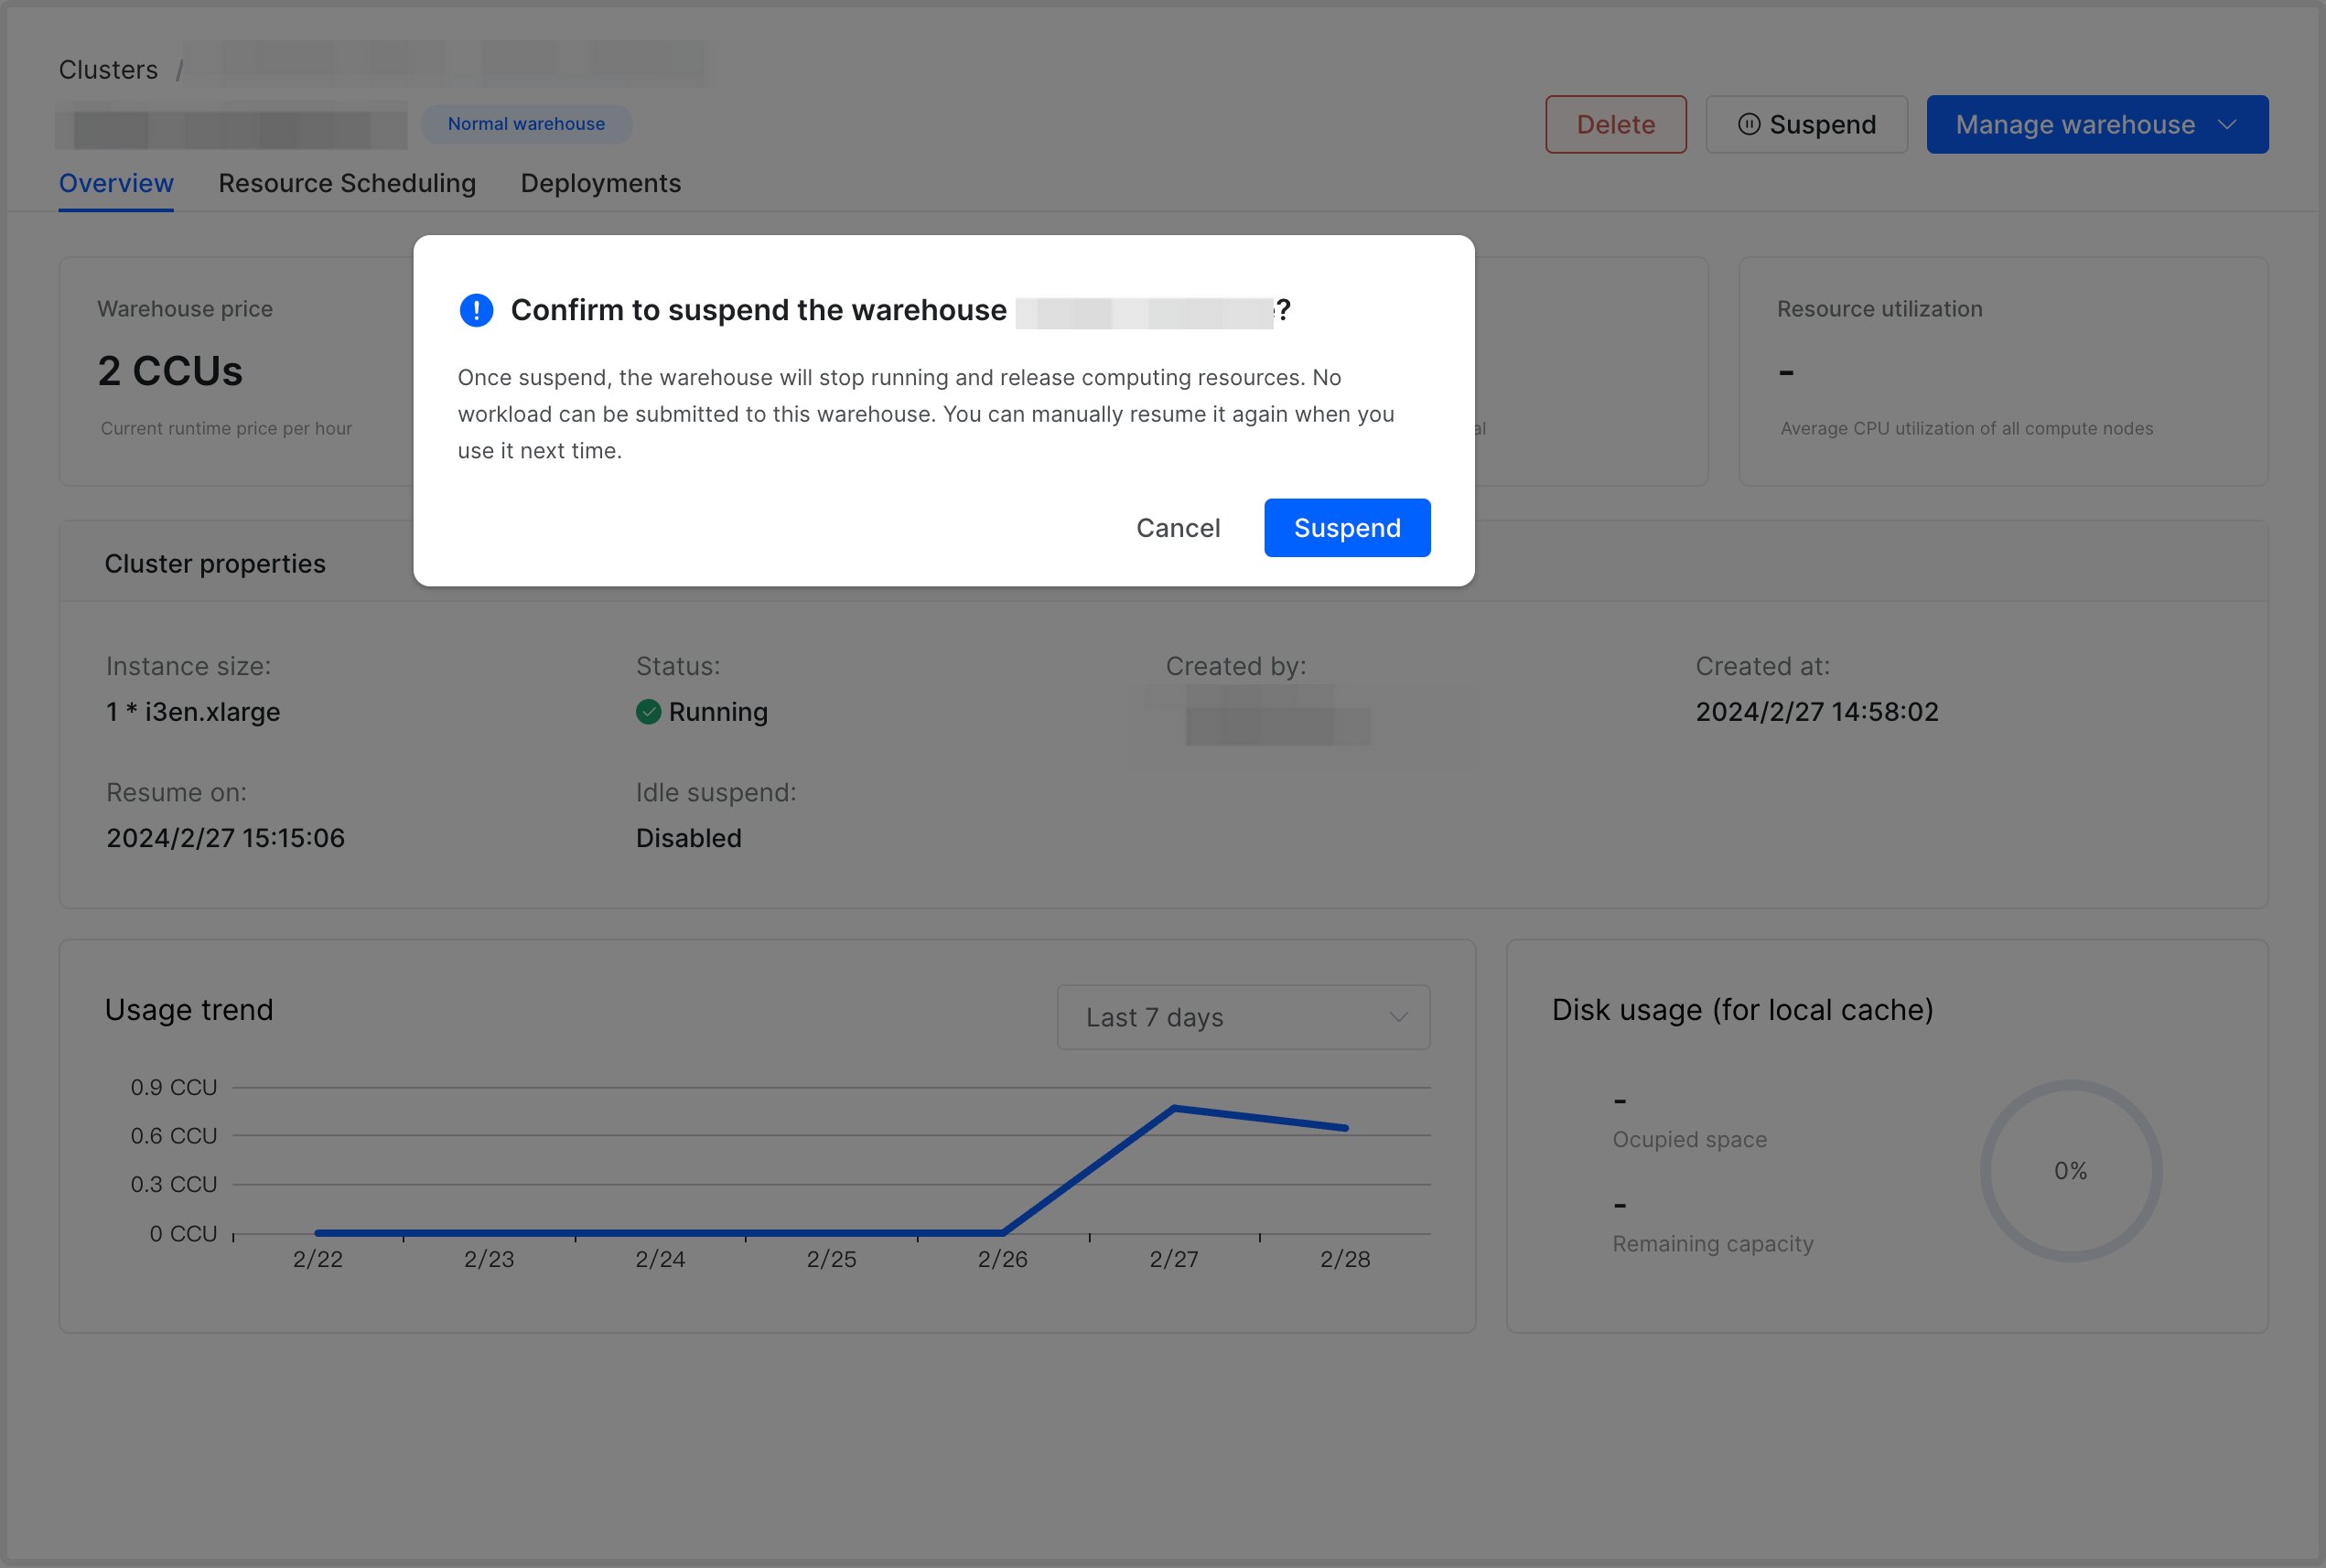 Clusters /
Normal warehouse
Delete
Suspend
Manage warehouse
Overview
Resource Scheduling
Deployments
Confirm to suspend the warehouse ?
Once suspend, the warehouse will stop running and release computing resources. No
workload can be submitted to this warehouse. You can manually resume it again when you
use it next time.
Cancel
Suspend
Warehouse price
2 CCUs
Current runtime price per hour
Resource utilization
-
Average CPU utilization of all compute nodes
Cluster properties
Instance size:
1 * i3en.xlarge
Status:
Running
Created by:
Created at:
2024/2/27 14:58:02
Resume on:
2024/2/27 15:15:06
Idle suspend:
Disabled
Usage trend
Last 7 days
0.9 CCU
0.6 CCU
0.3 CCU
0 CCU
2/22
2/23
2/24
2/25
2/26
2/27
2/28
Disk usage (for local cache)
-
Ocupied space
-
Remaining capacity
0%